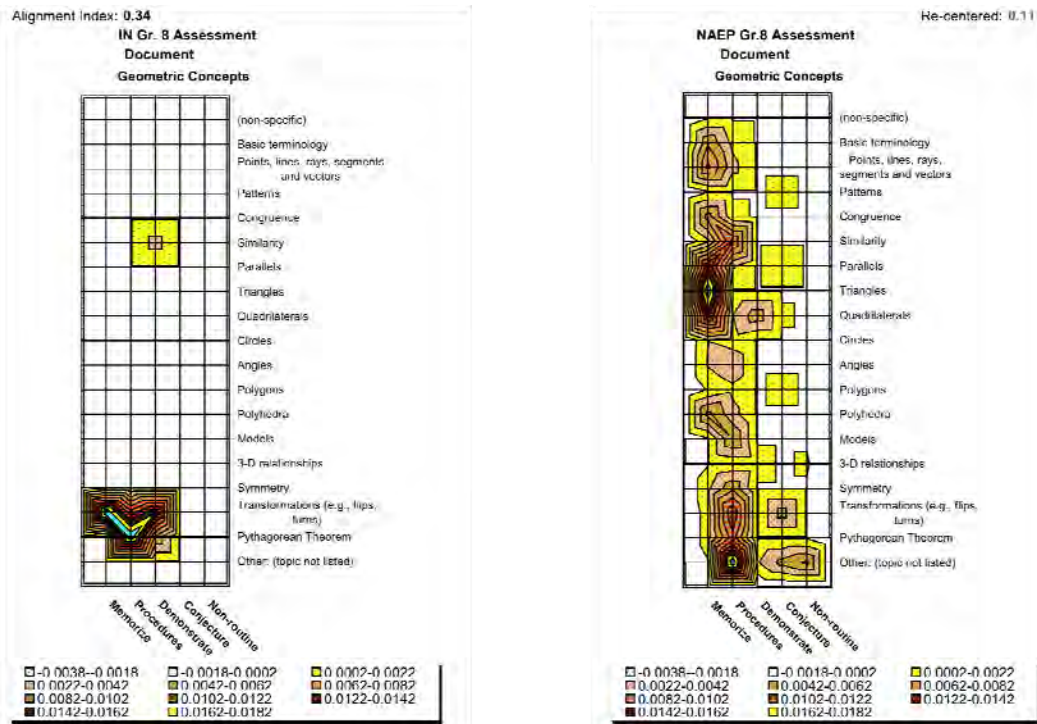 Alignment Index: 0.34
IN Gr. 8 Assessment
Document
Geometric Concepts
(non-specific)
Basic terminology
Points, lines, rays, segments
and vectors
Patterns
Congruence
Similarity
Parallels
Triangles
Quadrilaterals
Circles
Angles
Polygons
Polyhedra
Models
3-D relationships
Symmetry
Transformations (e.g., flips,
turns)
Pythagorean Theorem
Other: (topic not listed)
Memorize
Procedures
Demonstrate
Conjecture
Non-routine
-0.0038--0.0018 -0.0018-0.0002 0.0002-0.0022
0.0022-0.0042 0.0042-0.0062 0.0062-0.0082
0.0082-0.0102 0.0102-0.0122 0.0122-0.0142
0.0142-0.0162 0.0162-0.0182
Re-centered: 0.11
NAEP Gr.8 Assessment
Document
Geometric Concepts
(non-specific)
Basic terminology
Points, lines, rays,
segments and vectors
Patterns
Congruence
Similarity
Parallels
Triangles
Quadrilaterals
Circles
Angles
Polygons
Polyhedra
Models
3-D relationships
Symmetry
Transformations (e.g., flips,
turns)
Pythagorean Theorem
Other: (topic not listed)
Memorize
Procedures
Demonstrate
Conjecture
Non-routine
-0.0038--0.0018 -0.0018-0.0002 0.0002-0.0022
0.0022-0.0042 0.0042-0.0062 0.0062-0.0082
0.0082-0.0102 0.0102-0.0122 0.0122-0.0142
0.0142-0.0162 0.0162-0.0182